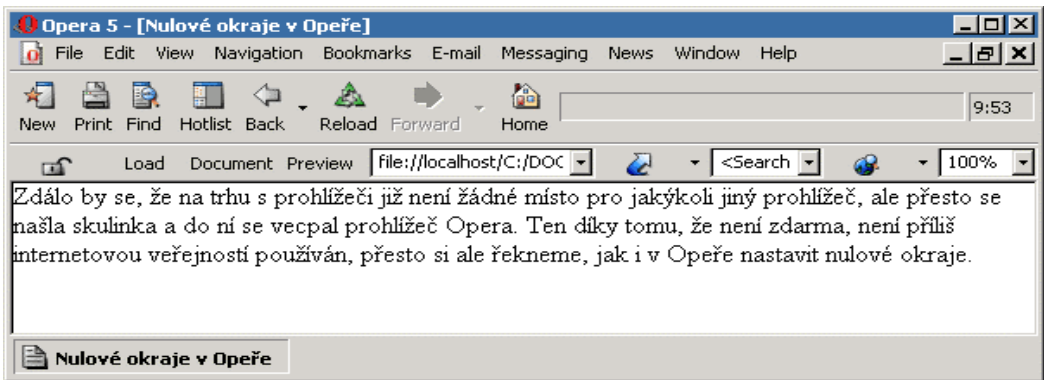 Opera 5 - [Nulové okraje v Opeře]
File Edit View Navigation Bookmarks E-mail Messaging News Window Help
New Print Find Hotlist Back Reload Forward Home 9:53
Load Document Preview file://localhost/C:/DOC <Search 100%
Zdálo by se, že na trhu s prohlížeči již není žádné místo pro jakýkoli jiný prohlížeč, ale přesto se
našla skulinka a do ní se vecpal prohlížeč Opera. Ten díky tomu, že není zdarma, není příliš
internetovou veřejností používán, přesto si ale řekneme, jak i v Opeře nastavit nulové okraje.
Nulové okraje v Opeře